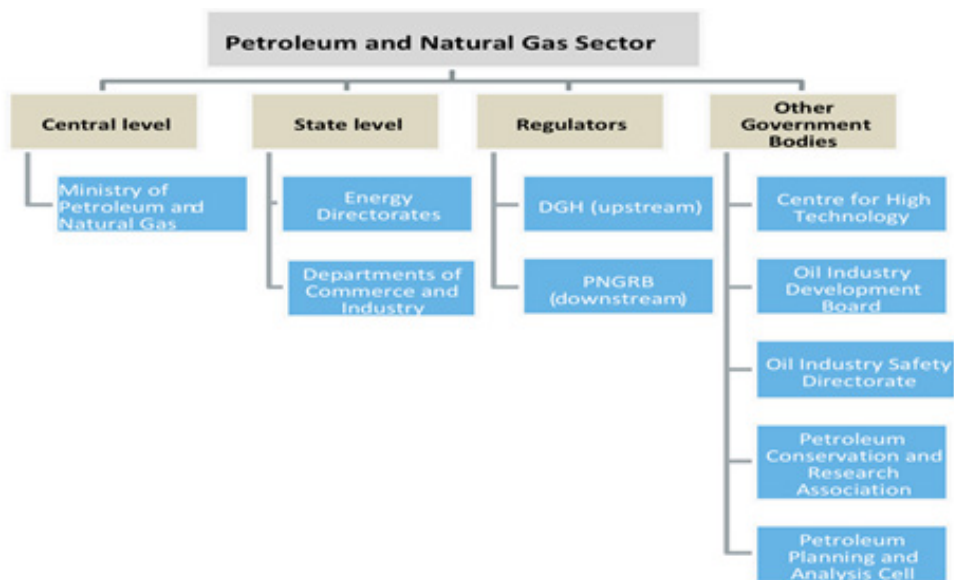 Petroleum and Natural Gas Sector
Central level
Ministry of
Petroleum and
Natural Gas
State level
Energy
Directorates
Departments of
Commerce and
Industry
Regulators
DGH (upstream)
PNGRB
(downstream)
Other
Government
Bodies
Centre for High
Technology
Oil Industry
Development
Board
Oil Industry Safety
Directorate
Petroleum
Conservation and
Research
Association
Petroleum
Planning and
Analysis Cell